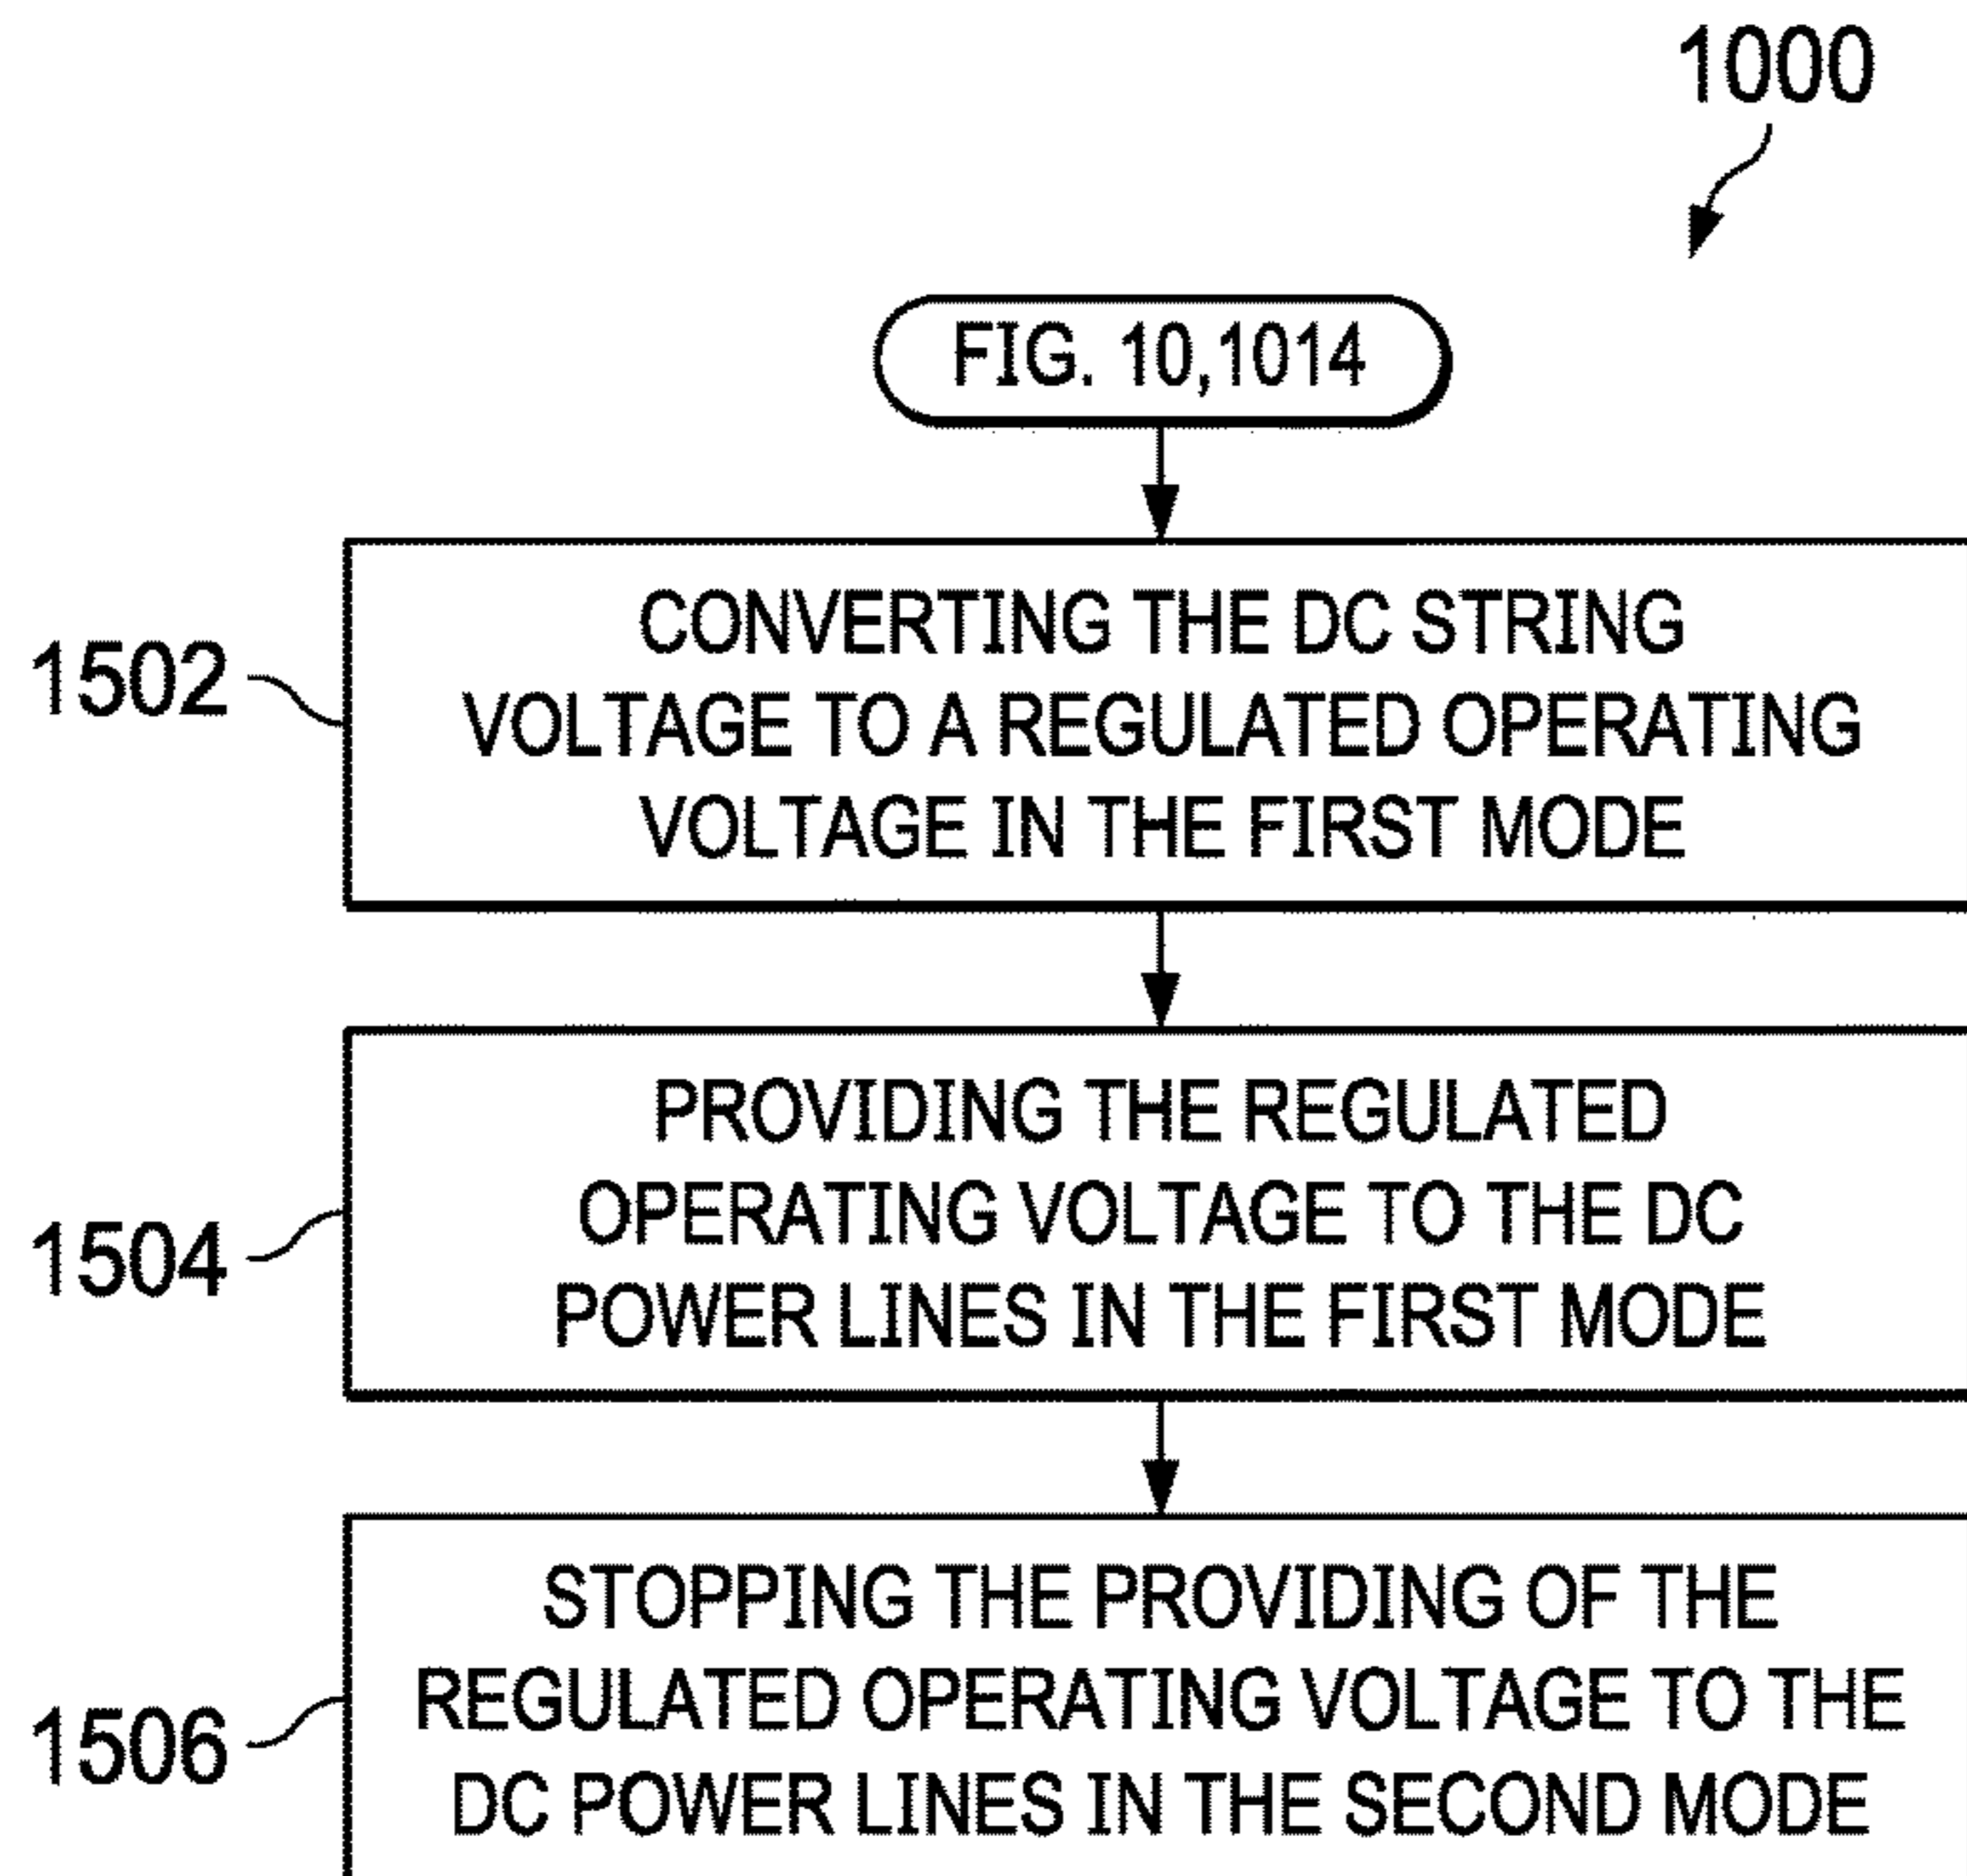 1000
FIG. 10,1014
1502
CONVERTING THE DC STRING
VOLTAGE TO A REGULATED OPERATING
VOLTAGE IN THE FIRST MODE
1504
PROVIDING THE REGULATED
OPERATING VOLTAGE TO THE DC
POWER LINES IN THE FIRST MODE
1506
STOPPING THE PROVIDING OF THE
REGULATED OPERATING VOLTAGE TO THE
DC POWER LINES IN THE SECOND MODE